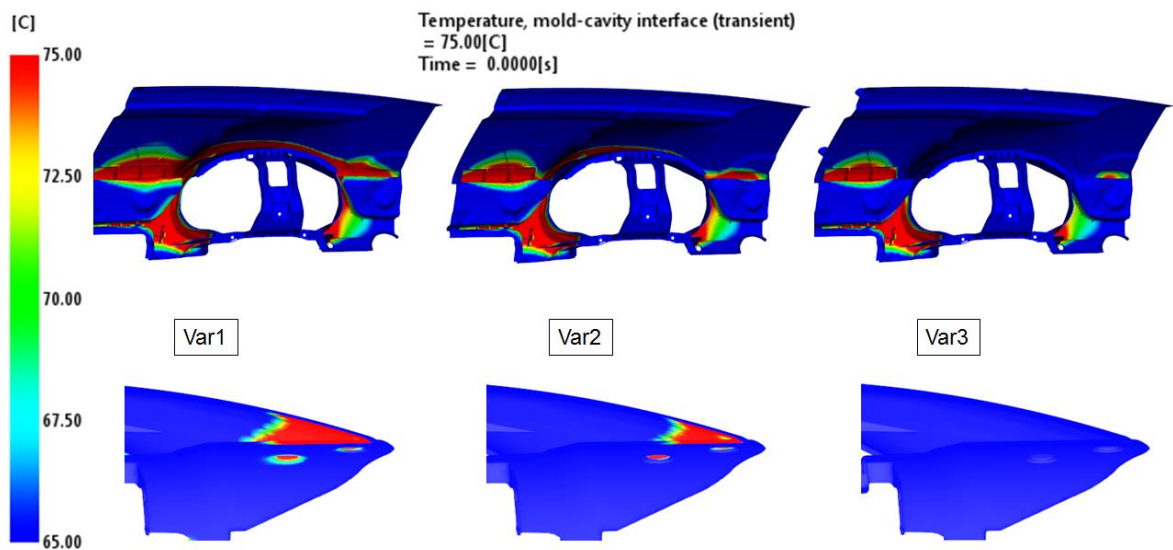 [C]
Temperature, mold-cavity interface (transient)
= 75.00[C]
Time = 0.0000[s]
75.00
72.50
70.00
67.50
65.00
Var1
Var2
Var3